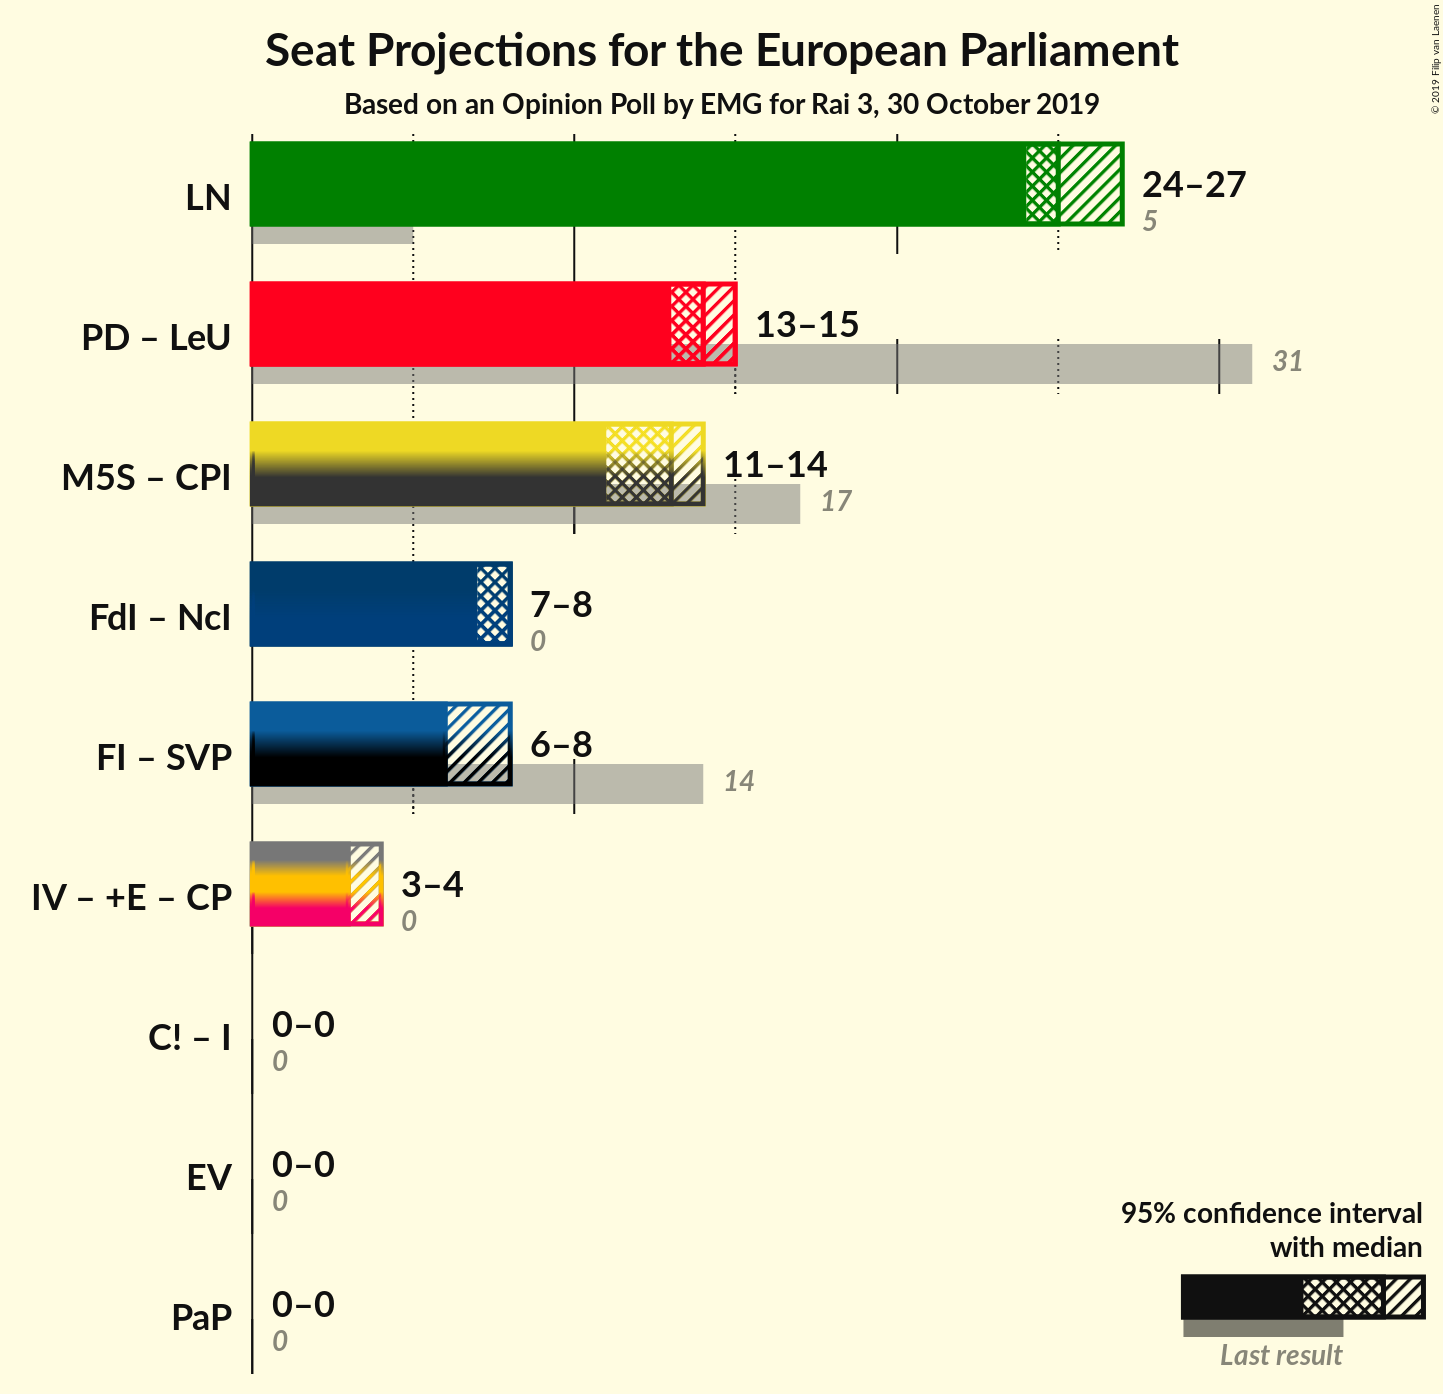 Seat Projections for the European Parliament
Based on an Opinion Poll by EMG for Rai 3, 30 October 2019
© 2019 Filip van Laenen
LN
24–27
5
PD – LeU
13–15
31
M5S – CPI
11–14
17
FdI – NcI
7–8
0
FI – SVP
6–8
14
IV – +E – CP
3–4
0
C! – I
0–0
0
EV
0–0
0
PaP
0–0
0
95% confidence interval
with median
Last result